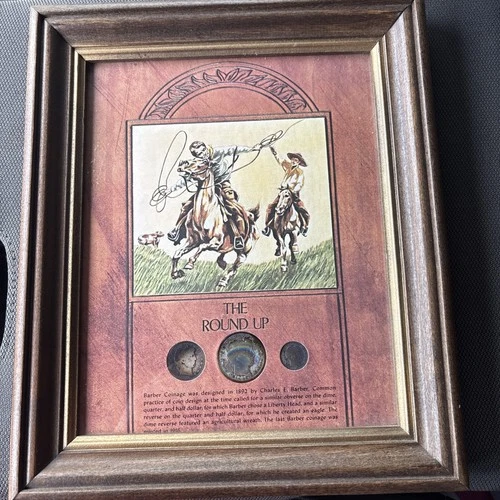 THE
ROUND UP
Barber Coinage was designed in 1892 by Charles E. Barber. Common
practice of coin design at the time called for a similar obverse on the dime,
quarter, and half dollar, for which Barber chose a Liberty Head, and a similar
reverse on the quarter and half dollar, for which he created an eagle. The
dime reverse featured an agricultural wreath. The last Barber coinage was